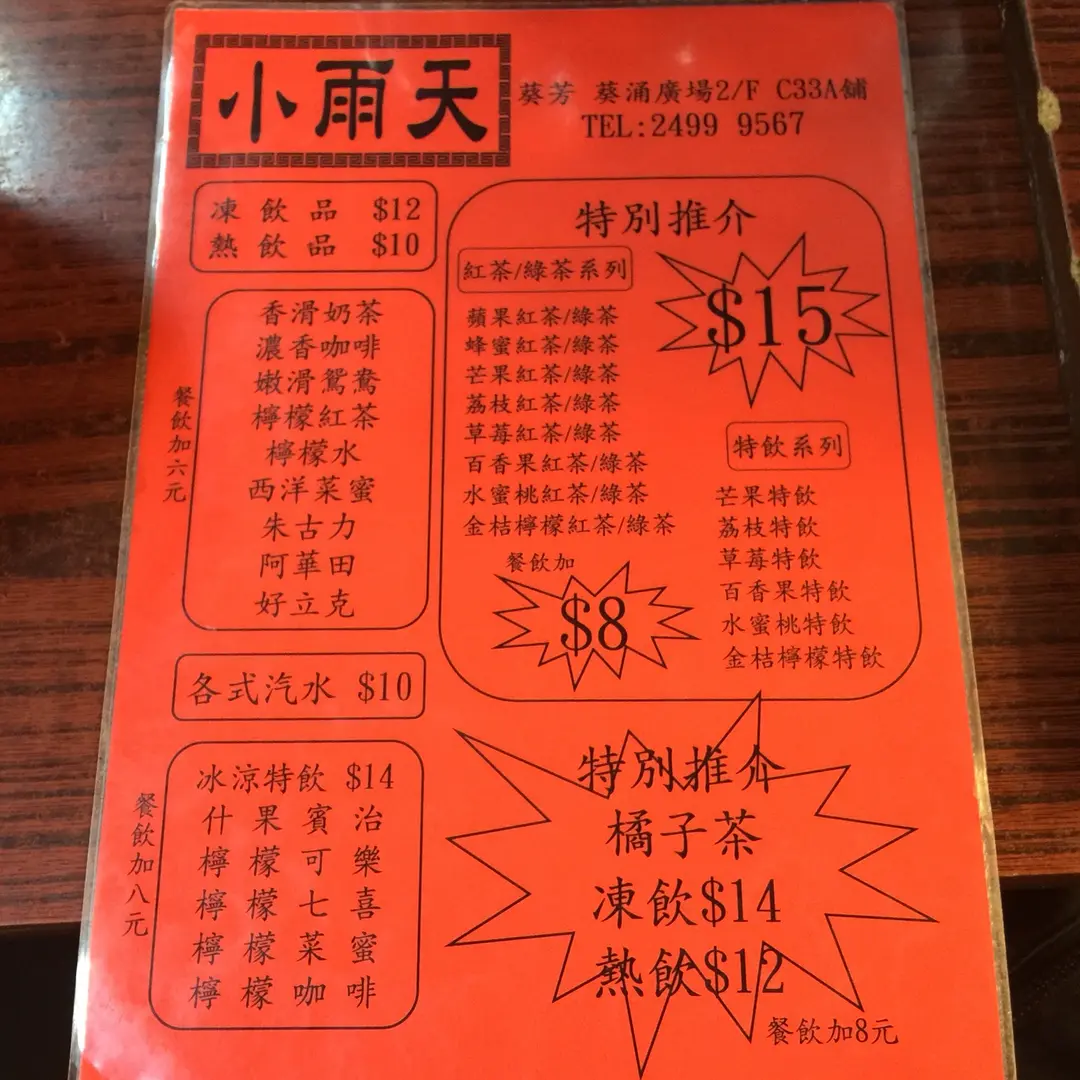 小雨天
葵芳 葵涌廣場2/F C33A舖
TEL:2499 9567
凍飲品 $12
熱飲品 $10
香滑奶茶
濃香咖啡
嫩滑鴛鴦
檸檬紅茶
檸檬水
西洋菜蜜
朱古力
阿華田
好立克
餐飲加六元
各式汽水 $10
冰涼特飲 $14
什果賓治
檸檬可樂
檸檬七喜
檸檬菜蜜
檸檬咖啡
餐飲加八元
特別推介
紅茶/綠茶系列
$15
蘋果紅茶/綠茶
蜂蜜紅茶/綠茶
芒果紅茶/綠茶
荔枝紅茶/綠茶
草莓紅茶/綠茶
百香果紅茶/綠茶
水蜜桃紅茶/綠茶
金桔檸檬紅茶/綠茶
餐飲加
$8
特飲系列
芒果特飲
荔枝特飲
草莓特飲
百香果特飲
水蜜桃特飲
金桔檸檬特飲
特別推介
橘子茶
凍飲$14
熱飲$12
餐飲加8元